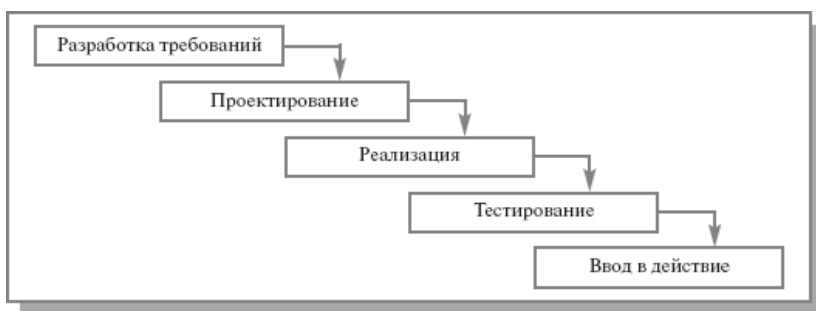 Разработка требований
Проектирование
Реализация
Тестирование
Ввод в действие